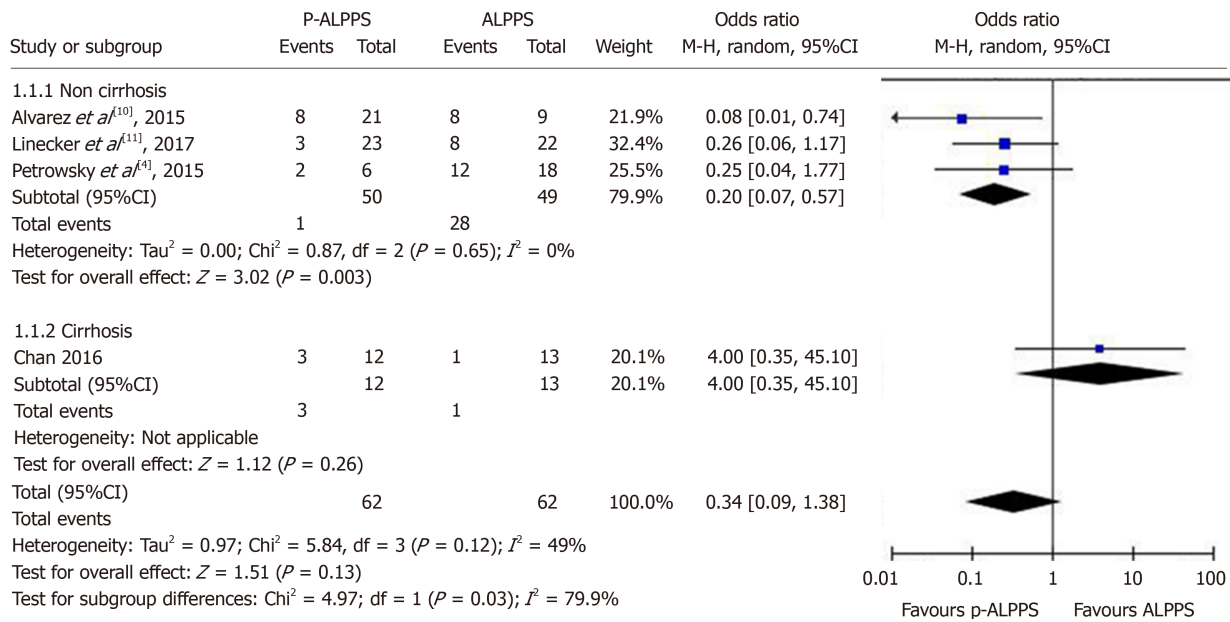 P-ALPPS ALPPS Odds ratio Odds ratio
Study or subgroup Events Total Events Total Weight M-H, random, 95%CI M-H, random, 95%CI
1.1.1 Non cirrhosis
Alvarez et al[10], 2015 8 21 8 9 21.9% 0.08 [0.01, 0.74]
Linecker et al[11], 2017 3 23 8 22 32.4% 0.26 [0.06, 1.17]
Petrowsky et al[4], 2015 2 6 12 18 25.5% 0.25 [0.04, 1.77]
Subtotal (95%CI) 50 49 79.9% 0.20 [0.07, 0.57]
Total events 1 28
Heterogeneity: Tau² = 0.00; Chi² = 0.87, df = 2 (P = 0.65); I² = 0%
Test for overall effect: Z = 3.02 (P = 0.003)
1.1.2 Cirrhosis
Chan 2016 3 12 1 13 20.1% 4.00 [0.35, 45.10]
Subtotal (95%CI) 12 13 20.1% 4.00 [0.35, 45.10]
Total events 3 1
Heterogeneity: Not applicable
Test for overall effect: Z = 1.12 (P = 0.26)
Total (95%CI) 62 62 100.0% 0.34 [0.09, 1.38]
Total events
Heterogeneity: Tau² = 0.97; Chi² = 5.84, df = 3 (P = 0.12); I² = 49%
Test for overall effect: Z = 1.51 (P = 0.13)
Test for subgroup differences: Chi² = 4.97; df = 1 (P = 0.03); I² = 79.9%
0.01 0.1 1 10 100
Favours p-ALPPS Favours ALPPS